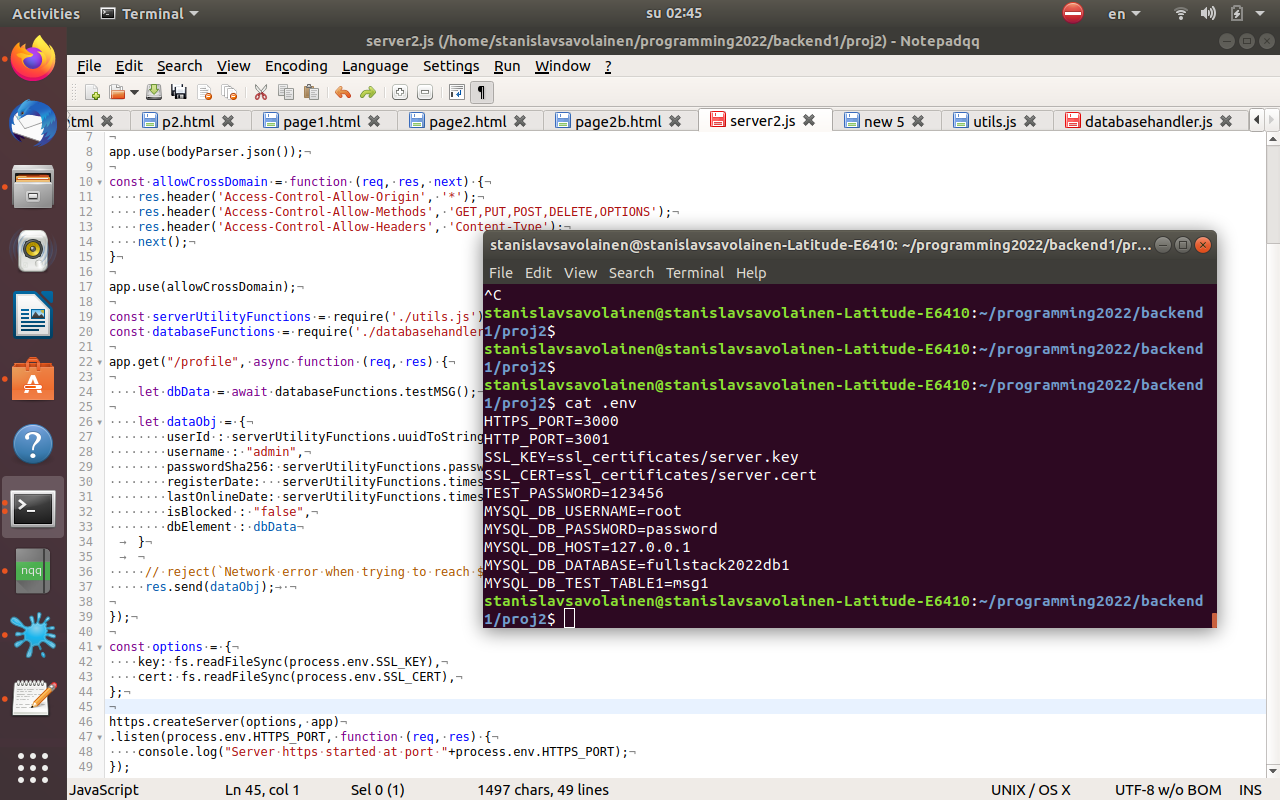 Activities Terminal su 02:45 en
server2.js (/home/stanislavsavolainen/programming2022/backend1/proj2) - Notepadqq
File Edit Search View Encoding Language Settings Run Window ?
tml p2.html page1.html page2.html page2b.html server2.js new 5 utils.js databasehandler.js
7 ¬
8 app.use(bodyParser.json());¬
9 ¬
10 const·allowCrossDomain·=·function·(req,·res,·next)·{¬
11 ····res.header('Access-Control-Allow-Origin',·'*');¬
12 ····res.header('Access-Control-Allow-Methods',·'GET,PUT,POST,DELETE,OPTIONS');¬
13 ····res.header('Access-Control-Allow-Headers',·'Content-Type');¬
14 ····next();¬
15 }¬
16 ¬
17 app.use(allowCrossDomain);¬
18 ¬
19 const·serverUtilityFunctions·=·require('./utils.js')
20 const·databaseFunctions·=·require('./databasehandler
21 ¬
22 app.get("/profile",·async·function·(req,·res)·{¬
23 ¬
24 ····let·dbData·=·await·databaseFunctions.testMSG();¬
25 ¬
26 ····let·dataObj·=·{¬
27 ········userId·:·serverUtilityFunctions.uuidToString
28 ········username·:·"admin",¬
29 ········passwordSha256:·serverUtilityFunctions.passw
30 ········registerDate:···serverUtilityFunctions.times
31 ········lastOnlineDate:·serverUtilityFunctions.times
32 ········isBlocked·:·"false",¬
33 ········dbElement·:·dbData¬
34 → }¬
35 → ¬
36 ·····//·reject(`Network·error·when·trying·to·reach·$
37 ·····res.send(dataObj);→·¬
38 ¬
39 });¬
40 ¬
41 const·options·=·{¬
42 ····key:·fs.readFileSync(process.env.SSL_KEY),¬
43 ····cert:·fs.readFileSync(process.env.SSL_CERT),¬
44 };¬
45 ¬
46 https.createServer(options,·app)¬
47 .listen(process.env.HTTPS_PORT,·function·(req,·res)·{¬
48 ····console.log("Server·https·started·at·port·"+process.env.HTTPS_PORT);¬
49 });
stanislavsavolainen@stanislavsavolainen-Latitude-E6410: ~/programming2022/backend1/pr...
File Edit View Search Terminal Help
^C
stanislavsavolainen@stanislavsavolainen-Latitude-E6410:~/programming2022/backend
1/proj2$
stanislavsavolainen@stanislavsavolainen-Latitude-E6410:~/programming2022/backend
1/proj2$
stanislavsavolainen@stanislavsavolainen-Latitude-E6410:~/programming2022/backend
1/proj2$ cat .env
HTTPS_PORT=3000
HTTP_PORT=3001
SSL_KEY=ssl_certificates/server.key
SSL_CERT=ssl_certificates/server.cert
TEST_PASSWORD=123456
MYSQL_DB_USERNAME=root
MYSQL_DB_PASSWORD=password
MYSQL_DB_HOST=127.0.0.1
MYSQL_DB_DATABASE=fullstack2022db1
MYSQL_DB_TEST_TABLE1=msg1
stanislavsavolainen@stanislavsavolainen-Latitude-E6410:~/programming2022/backend
1/proj2$
nqq
JavaScript Ln 45, col 1 Sel 0 (1) 1497 chars, 49 lines UNIX / OS X UTF-8 w/o BOM INS